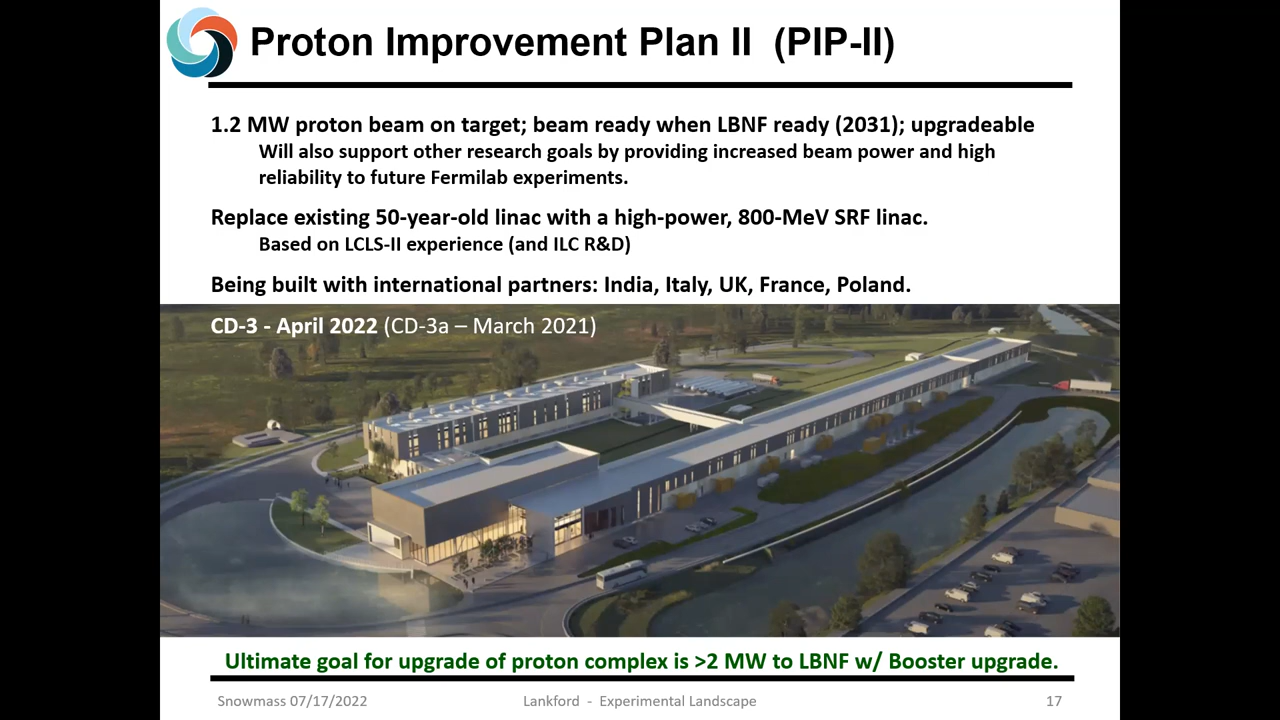 Proton Improvement Plan II (PIP-II)
1.2 MW proton beam on target; beam ready when LBNF ready (2031); upgradeable
Will also support other research goals by providing increased beam power and high
reliability to future Fermilab experiments.
Replace existing 50-year-old linac with a high-power, 800-MeV SRF linac.
Based on LCLS-II experience (and ILC R&D)
Being built with international partners: India, Italy, UK, France, Poland.
CD-3 - April 2022 (CD-3a – March 2021)
Ultimate goal for upgrade of proton complex is >2 MW to LBNF w/ Booster upgrade.
Snowmass 07/17/2022
Lankford - Experimental Landscape
17